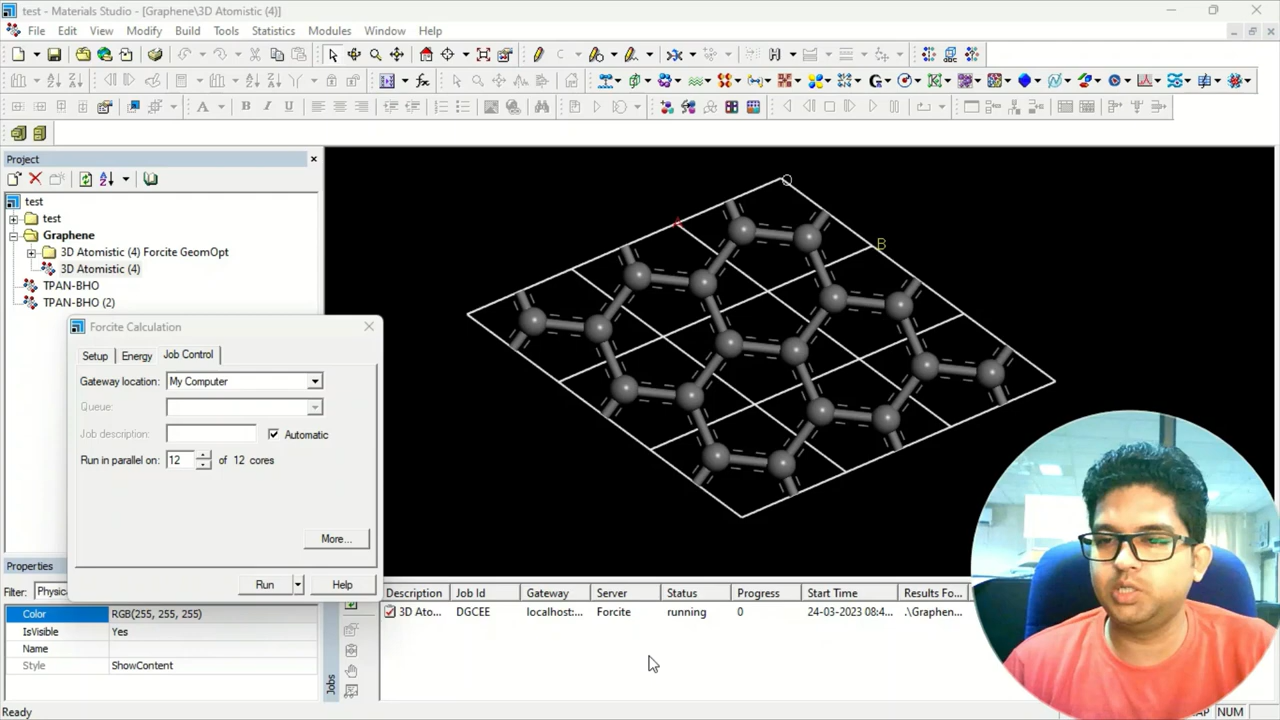 test - Materials Studio - [Graphene\3D Atomistic (4)]
File Edit View Modify Build Tools Statistics Modules Window Help
Project
test
test
Graphene
3D Atomistic (4) Forcite GeomOpt
3D Atomistic (4)
TPAN-BHO
TPAN-BHO (2)
Forcite Calculation
Setup Energy Job Control
Gateway location: My Computer
Queue:
Job description: Automatic
Run in parallel on: 12 of 12 cores
More...
Run Help
O
A
B
Properties
Filter: Physic
Color RGB(255, 255, 255)
IsVisible Yes
Name
Style ShowContent
Jobs
Description Job Id Gateway Server Status Progress Start Time Results Fo...
3D Ato... DGCEE localhost:... Forcite running 0 24-03-2023 08:4... .\Graphen...
Ready
NUM